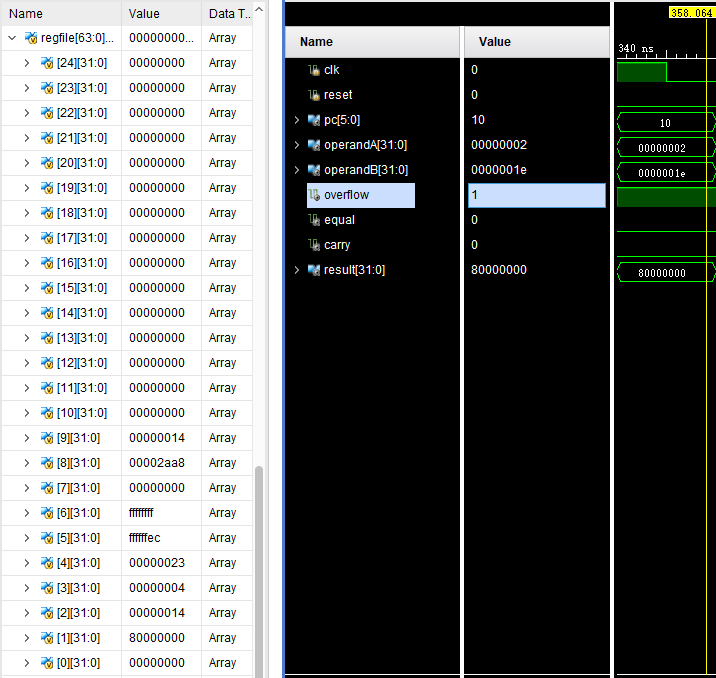 Name Value Data T...
regfile[63:0]... 00000000... Array
[24][31:0] 00000000 Array
[23][31:0] 00000000 Array
[22][31:0] 00000000 Array
[21][31:0] 00000000 Array
[20][31:0] 00000000 Array
[19][31:0] 00000000 Array
[18][31:0] 00000000 Array
[17][31:0] 00000000 Array
[16][31:0] 00000000 Array
[15][31:0] 00000000 Array
[14][31:0] 00000000 Array
[13][31:0] 00000000 Array
[12][31:0] 00000000 Array
[11][31:0] 00000000 Array
[10][31:0] 00000000 Array
[9][31:0] 00000014 Array
[8][31:0] 00002aa8 Array
[7][31:0] 00000000 Array
[6][31:0] ffffffff Array
[5][31:0] ffffffec Array
[4][31:0] 00000023 Array
[3][31:0] 00000004 Array
[2][31:0] 00000014 Array
[1][31:0] 80000000 Array
[0][31:0] 00000000 Array
358.064
Name Value
340 ns
clk 0
reset 0
pc[5:0] 10 10
operandA[31:0] 00000002 00000002
operandB[31:0] 0000001e 0000001e
overflow 1
equal 0
carry 0
result[31:0] 80000000 80000000